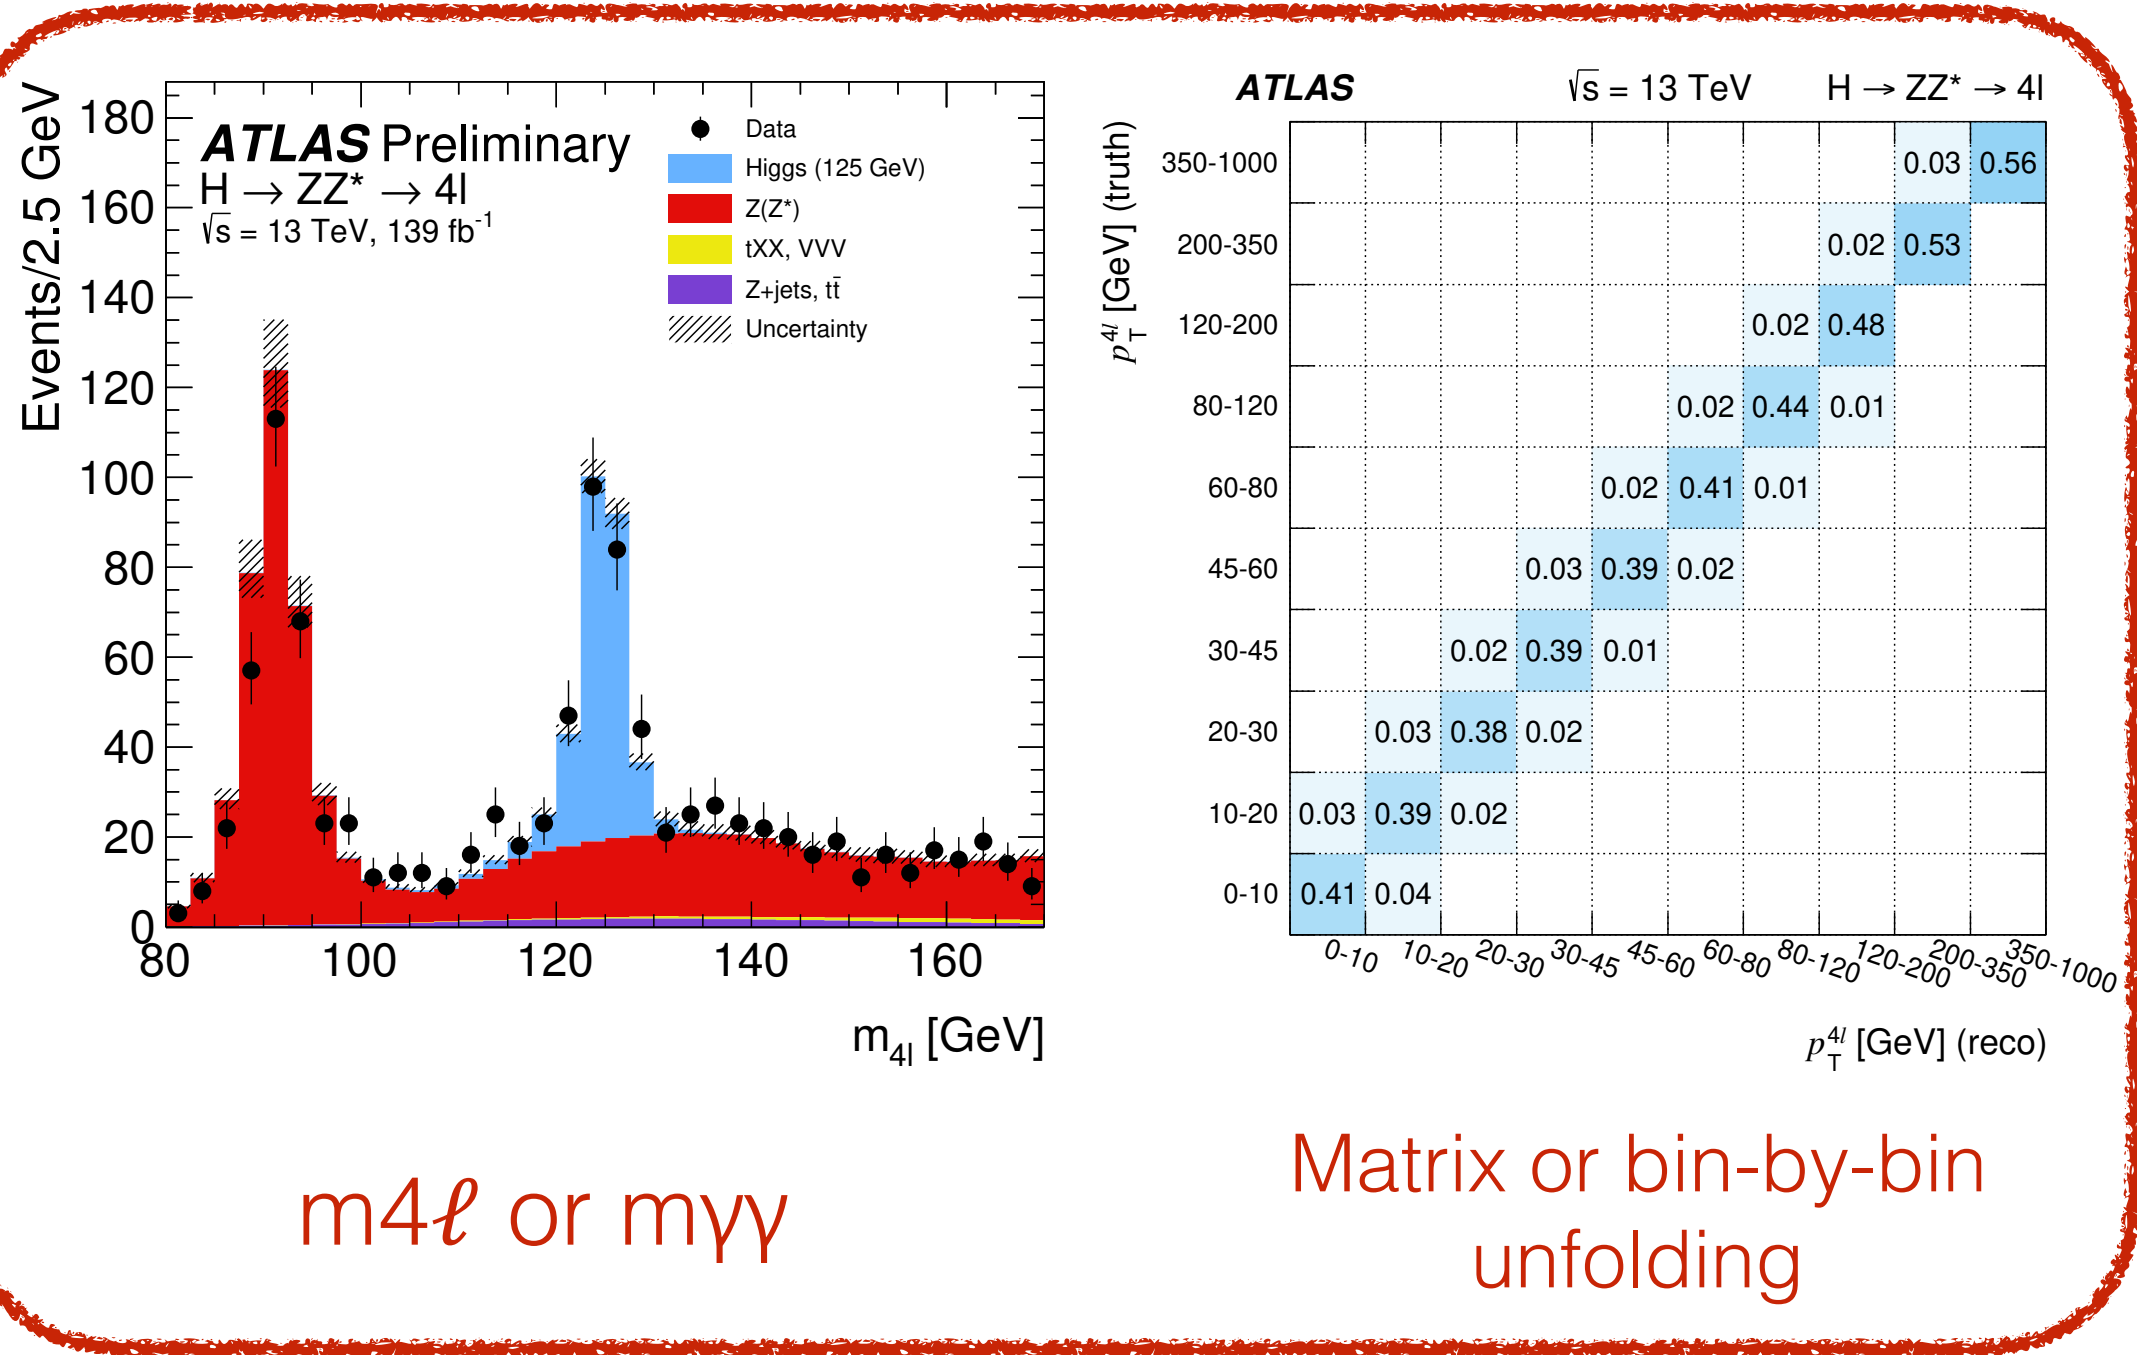 ATLAS Preliminary
H → ZZ* → 4l
√s = 13 TeV, 139 fb⁻¹
Data
Higgs (125 GeV)
Z(Z*)
tXX, VVV
Z+jets, tt̄
Uncertainty
Events/2.5 GeV
180
160
140
120
100
80
60
40
20
0
80 100 120 140 160
m4l [GeV]
m4ℓ or mγγ
ATLAS √s = 13 TeV H → ZZ* → 4l
pT4l [GeV] (truth)
350-1000 0.03 0.56
200-350 0.02 0.53
120-200 0.02 0.48
80-120 0.02 0.44 0.01
60-80 0.02 0.41 0.01
45-60 0.03 0.39 0.02
30-45 0.02 0.39 0.01
20-30 0.03 0.38 0.02
10-20 0.03 0.39 0.02
0-10 0.41 0.04
0-10 10-20 20-30 30-45 45-60 60-80 80-120 120-200 200-350 350-1000
pT4l [GeV] (reco)
Matrix or bin-by-bin
unfolding